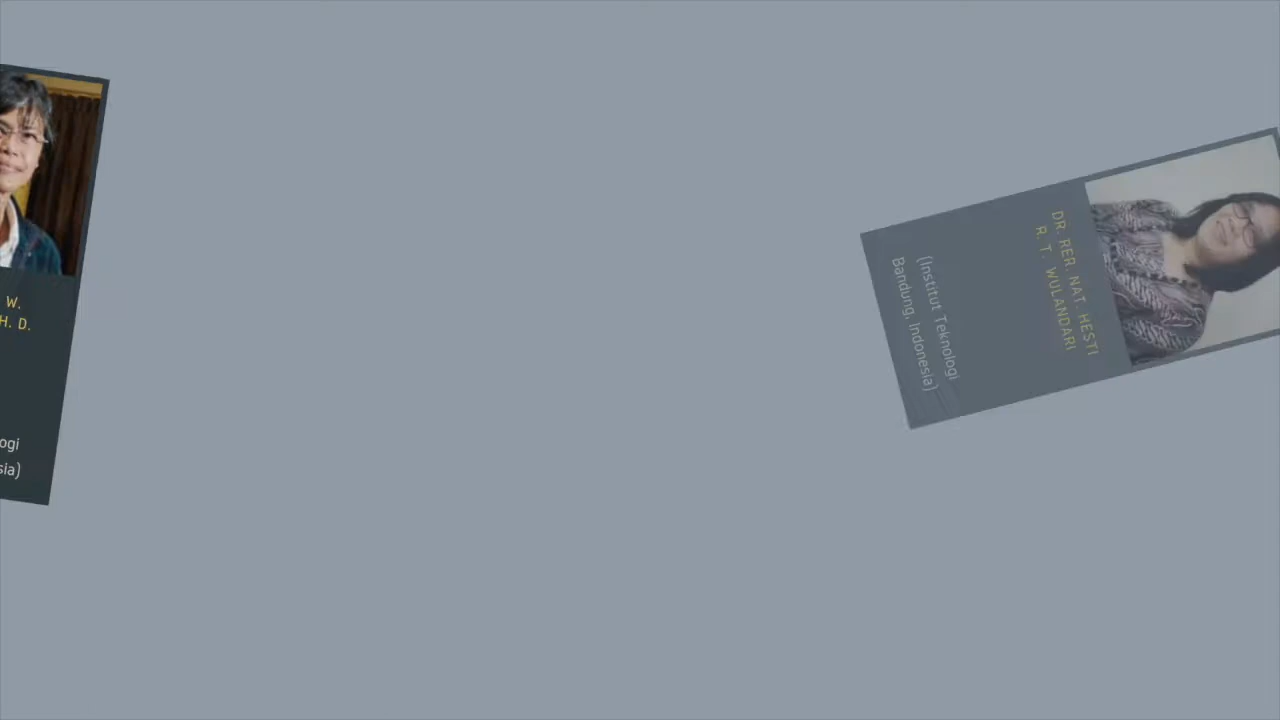 W.
H. D.
ogi
sia)
DR. RER. NAT. HESTI
R. T. WULANDARI
(Institut Teknologi
Bandung, Indonesia)